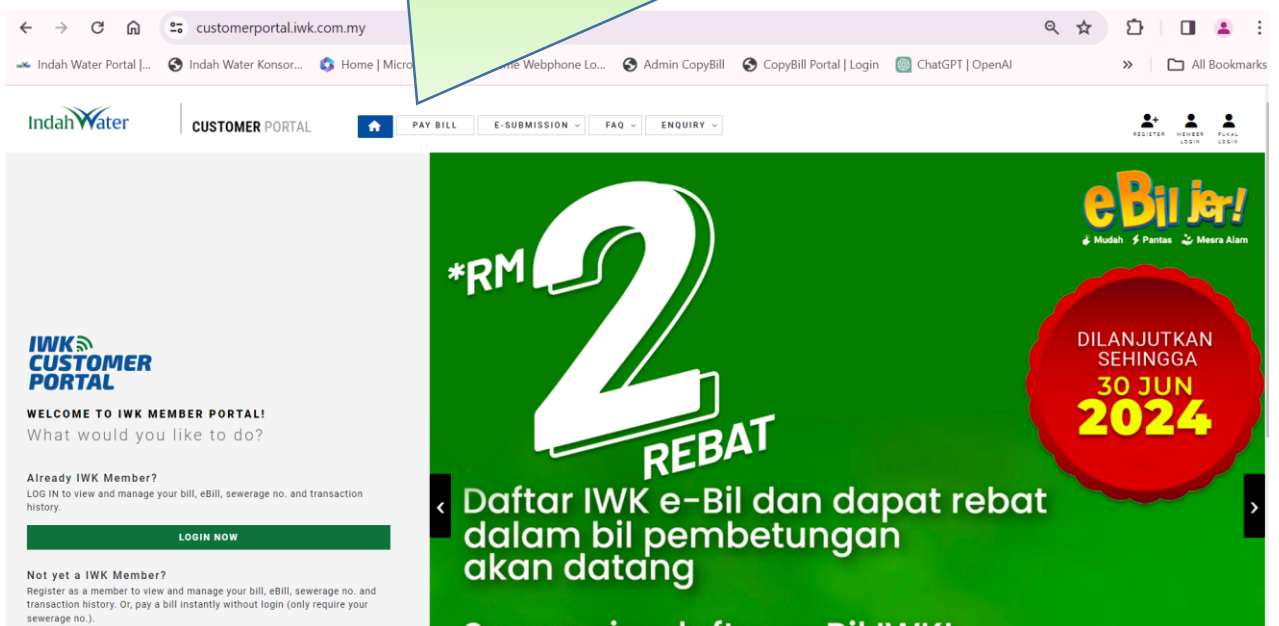 customerportal.iwk.com.my
Indah Water Portal |... Indah Water Konsor... Home | Micro me Webphone Lo... Admin CopyBill CopyBill Portal | Login ChatGPT | OpenAI » All Bookmarks
IndahWater CUSTOMER PORTAL PAY BILL E-SUBMISSION FAQ ENQUIRY REGISTER MEMBER LOGIN PUKAL LOGIN
IWK
CUSTOMER
PORTAL
WELCOME TO IWK MEMBER PORTAL!
What would you like to do?
Already IWK Member?
LOG IN to view and manage your bill, eBill, sewerage no. and transaction
history.
LOGIN NOW
Not yet a IWK Member?
Register as a member to view and manage your bill, eBill, sewerage no. and
transaction history. Or, pay a bill instantly without login (only require your
sewerage no.).
eBil jer!
Mudah Pantas Mesra Alam
*RM2
REBAT
DILANJUTKAN
SEHINGGA
30 JUN
2024
Daftar IWK e-Bil dan dapat rebat
dalam bil pembetungan
akan datang